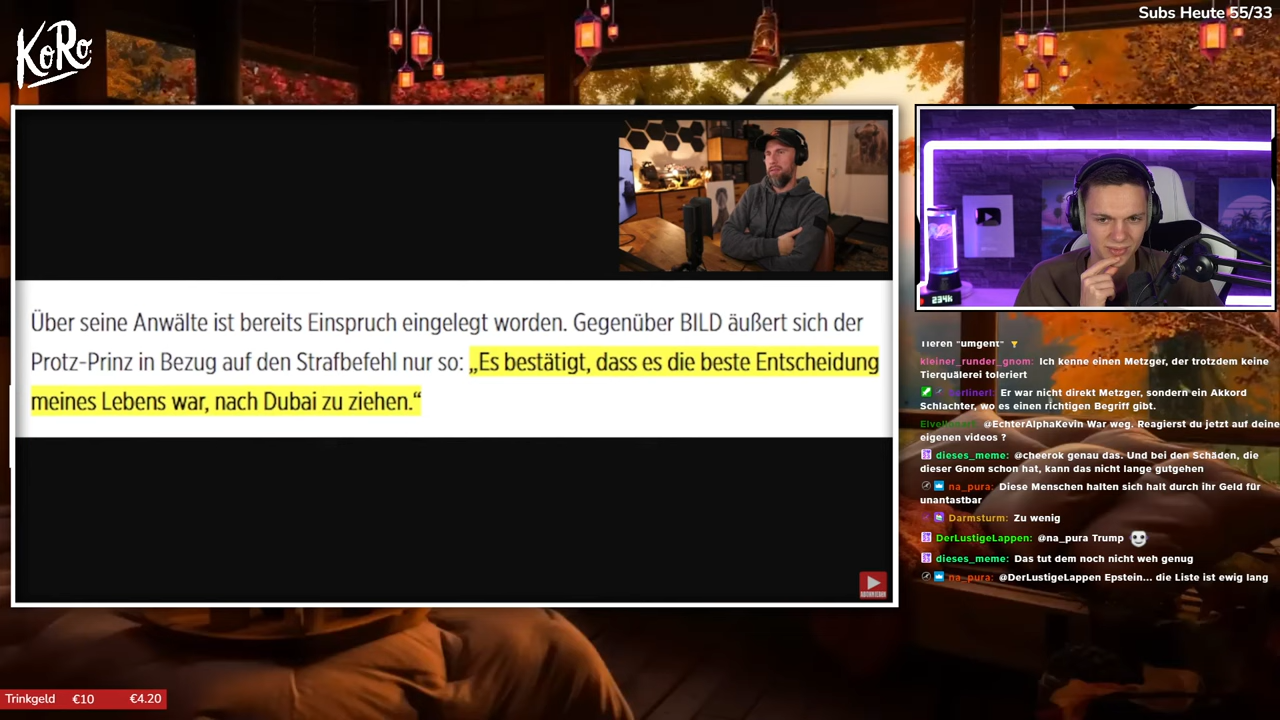 Subs Heute 55/33
KoRo
Über seine Anwälte ist bereits Einspruch eingelegt worden. Gegenüber BILD äußert sich der
Protz-Prinz in Bezug auf den Strafbefehl nur so: „Es bestätigt, dass es die beste Entscheidung
meines Lebens war, nach Dubai zu ziehen.“
234k
Tieren "umgeht"
kleiner_runder_gnom: Ich kenne einen Metzger, der trotzdem keine
Tierquälerei toleriert
Er war nicht direkt Metzger, sondern ein Akkord
Schlachter, wo es einen richtigen Begriff gibt.
@EchterAlphaKevin War weg. Reagierst du jetzt auf deine
eigenen videos ?
dieses_meme: @cheerok genau das. Und bei den Schäden, die
dieser Gnom schon hat, kann das nicht lange gutgehen
na_pura: Diese Menschen halten sich halt durch ihr Geld für
unantastbar
Darmsturm: Zu wenig
DerLustigeLappen: @na_pura Trump
dieses_meme: Das tut dem noch nicht weh genug
na_pura: @DerLustigeLappen Epstein... die Liste ist ewig lang
Trinkgeld €10 €4.20